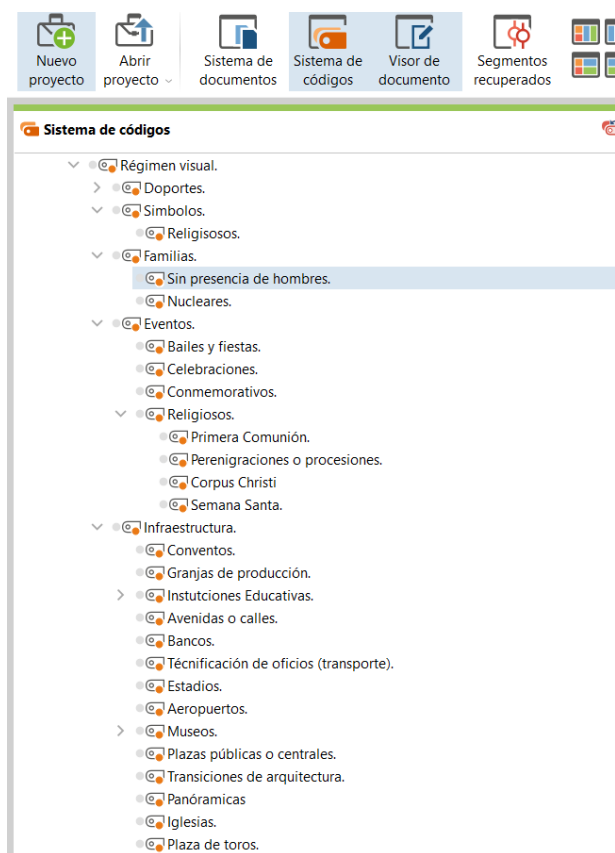 Nuevo proyecto
Abrir proyecto
Sistema de documentos
Sistema de códigos
Visor de documento
Segmentos recuperados
Sistema de códigos
Régimen visual.
Doportes.
Simbolos.
Religisosos.
Familias.
Sin presencia de hombres.
Nucleares.
Eventos.
Bailes y fiestas.
Celebraciones.
Conmemorativos.
Religiosos.
Primera Comunión.
Perenigraciones o procesiones.
Corpus Christi
Semana Santa.
Infraestructura.
Conventos.
Granjas de producción.
Instutciones Educativas.
Avenidas o calles.
Bancos.
Técnificación de oficios (transporte).
Estadios.
Aeropuertos.
Museos.
Plazas públicas o centrales.
Transiciones de arquitectura.
Panóramicas
Iglesias.
Plaza de toros.